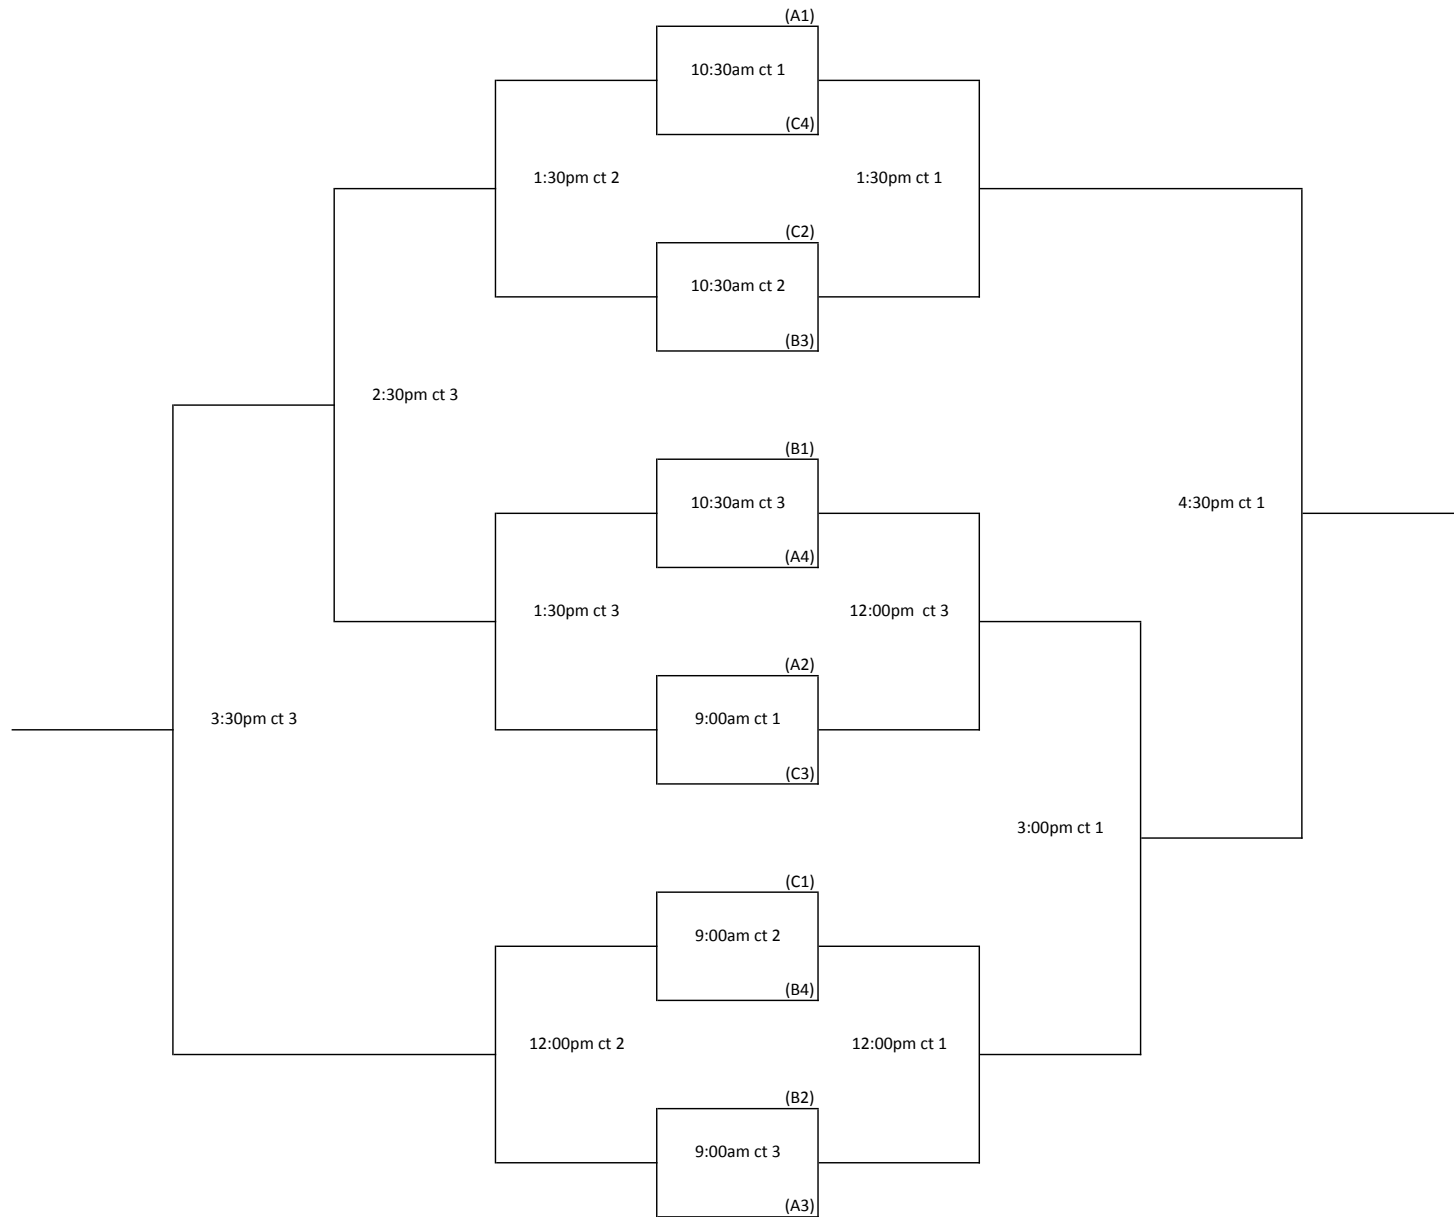 (A1)
10:30am ct 1
(C4)
1:30pm ct 2
1:30pm ct 1
(C2)
10:30am ct 2
(B3)
2:30pm ct 3
(B1)
10:30am ct 3
4:30pm ct 1
(A4)
1:30pm ct 3
12:00pm  ct 3
(A2)
3:30pm ct 3
9:00am ct 1
(C3)
3:00pm ct 1
(C1)
9:00am ct 2
(B4)
12:00pm ct 2
12:00pm ct 1
(B2)
9:00am ct 3
(A3)